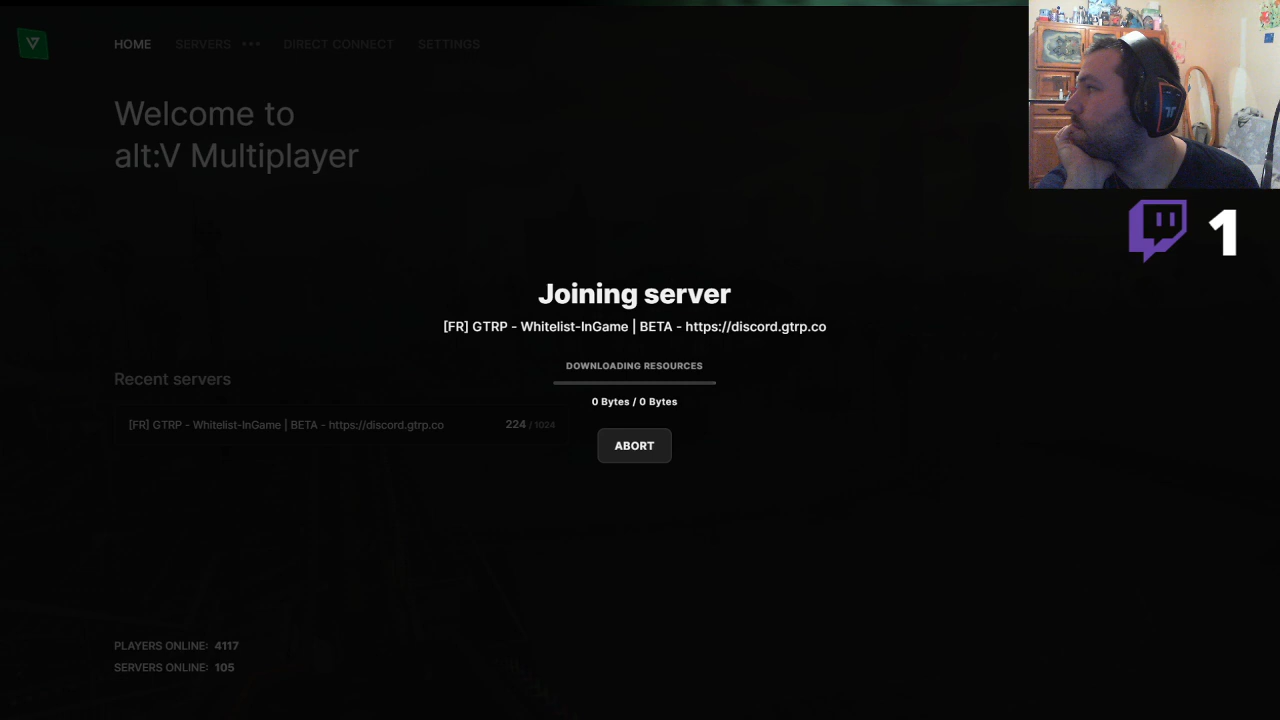 HOME SERVERS ••• DIRECT CONNECT SETTINGS
Welcome to
alt:V Multiplayer
1
Joining server
[FR] GTRP - Whitelist-InGame | BETA - https://discord.gtrp.co
DOWNLOADING RESOURCES
0 Bytes / 0 Bytes
ABORT
Recent servers
[FR] GTRP - Whitelist-InGame | BETA - https://discord.gtrp.co 224 / 1024
PLAYERS ONLINE: 4117
SERVERS ONLINE: 105